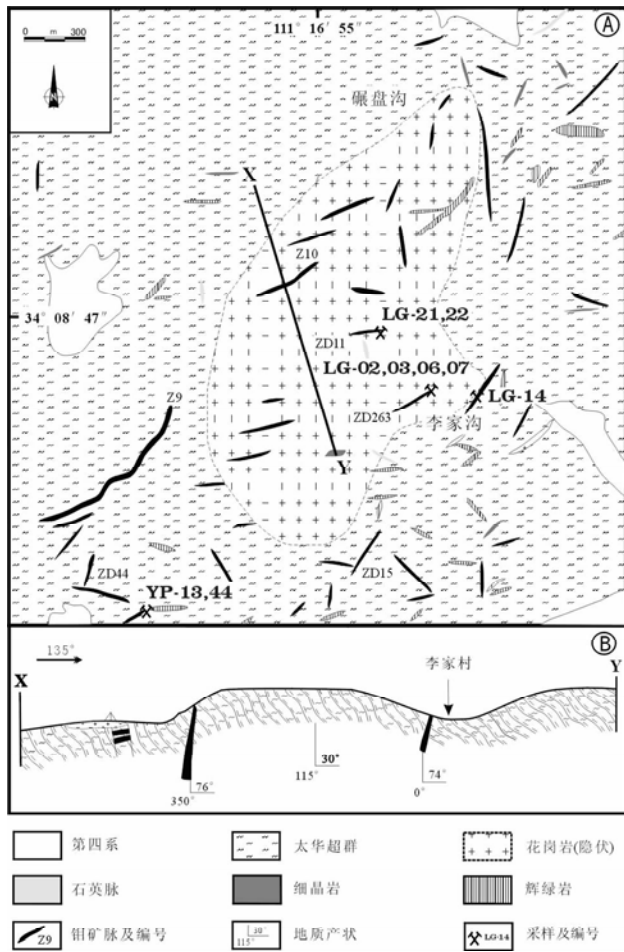 0 m 300
111° 16′ 55″
A
N
碾盘沟
X
Z10
34° 08′ 47″
LG-21,22
ZD11
LG-02,03,06,07
Z9
ZD263
LG-14
李家沟
Y
ZD44
ZD15
YP-13,44
B
135°
李家村
X
Y
30°
115°
76°
350°
74°
0°
第四系
太华超群
花岗岩(隐伏)
石英脉
细晶岩
辉绿岩
Z9
钼矿脉及编号
30°
115°
地质产状
LG-14
采样及编号